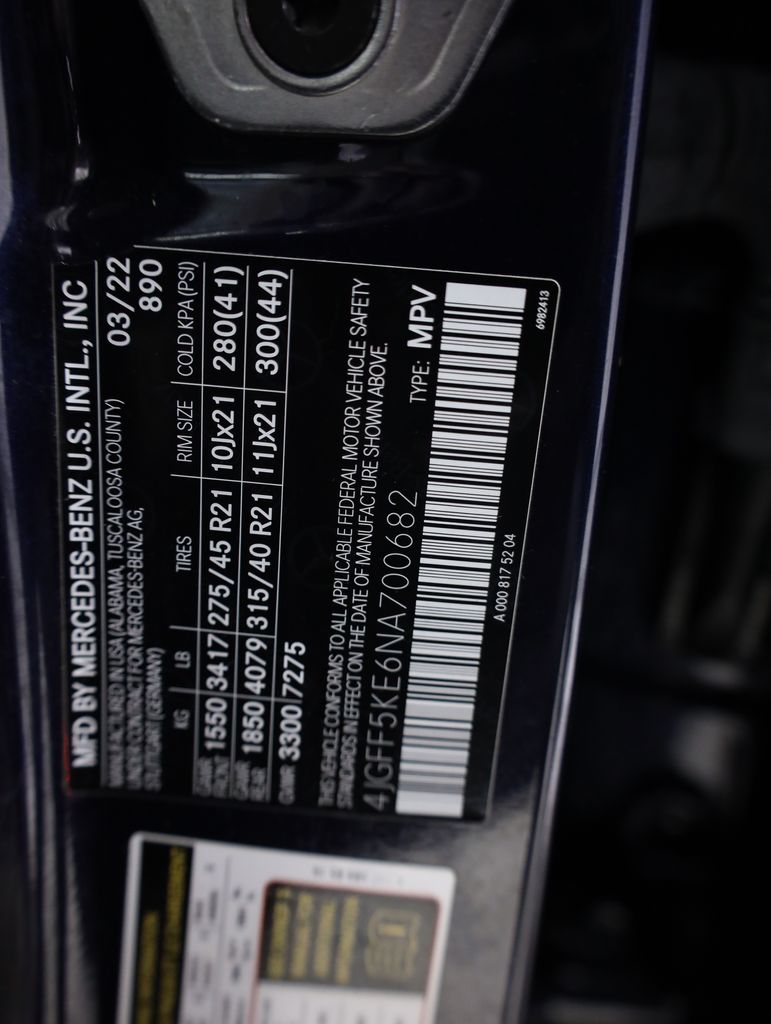 MFD BY MERCEDES-BENZ U.S. INTL., INC
MANUFACTURED IN USA (ALABAMA, TUSCALOOSA COUNTY)
UNDER CONTRACT FOR MERCEDES-BENZ AG,
STUTTGART (GERMANY)
03/22
890
KG LB TIRES RIM SIZE COLD KPA (PSI)
GAWR FRONT 1550 3417 275/45 R21 10Jx21 280(41)
GAWR REAR 1850 4079 315/40 R21 11Jx21 300(44)
GVWR 3300 7275
THIS VEHICLE CONFORMS TO ALL APPLICABLE FEDERAL MOTOR VEHICLE SAFETY
STANDARDS IN EFFECT ON THE DATE OF MANUFACTURE SHOWN ABOVE.
4JGFF5KE6NA700682 TYPE: MPV
A 000 817 52 04
6982413